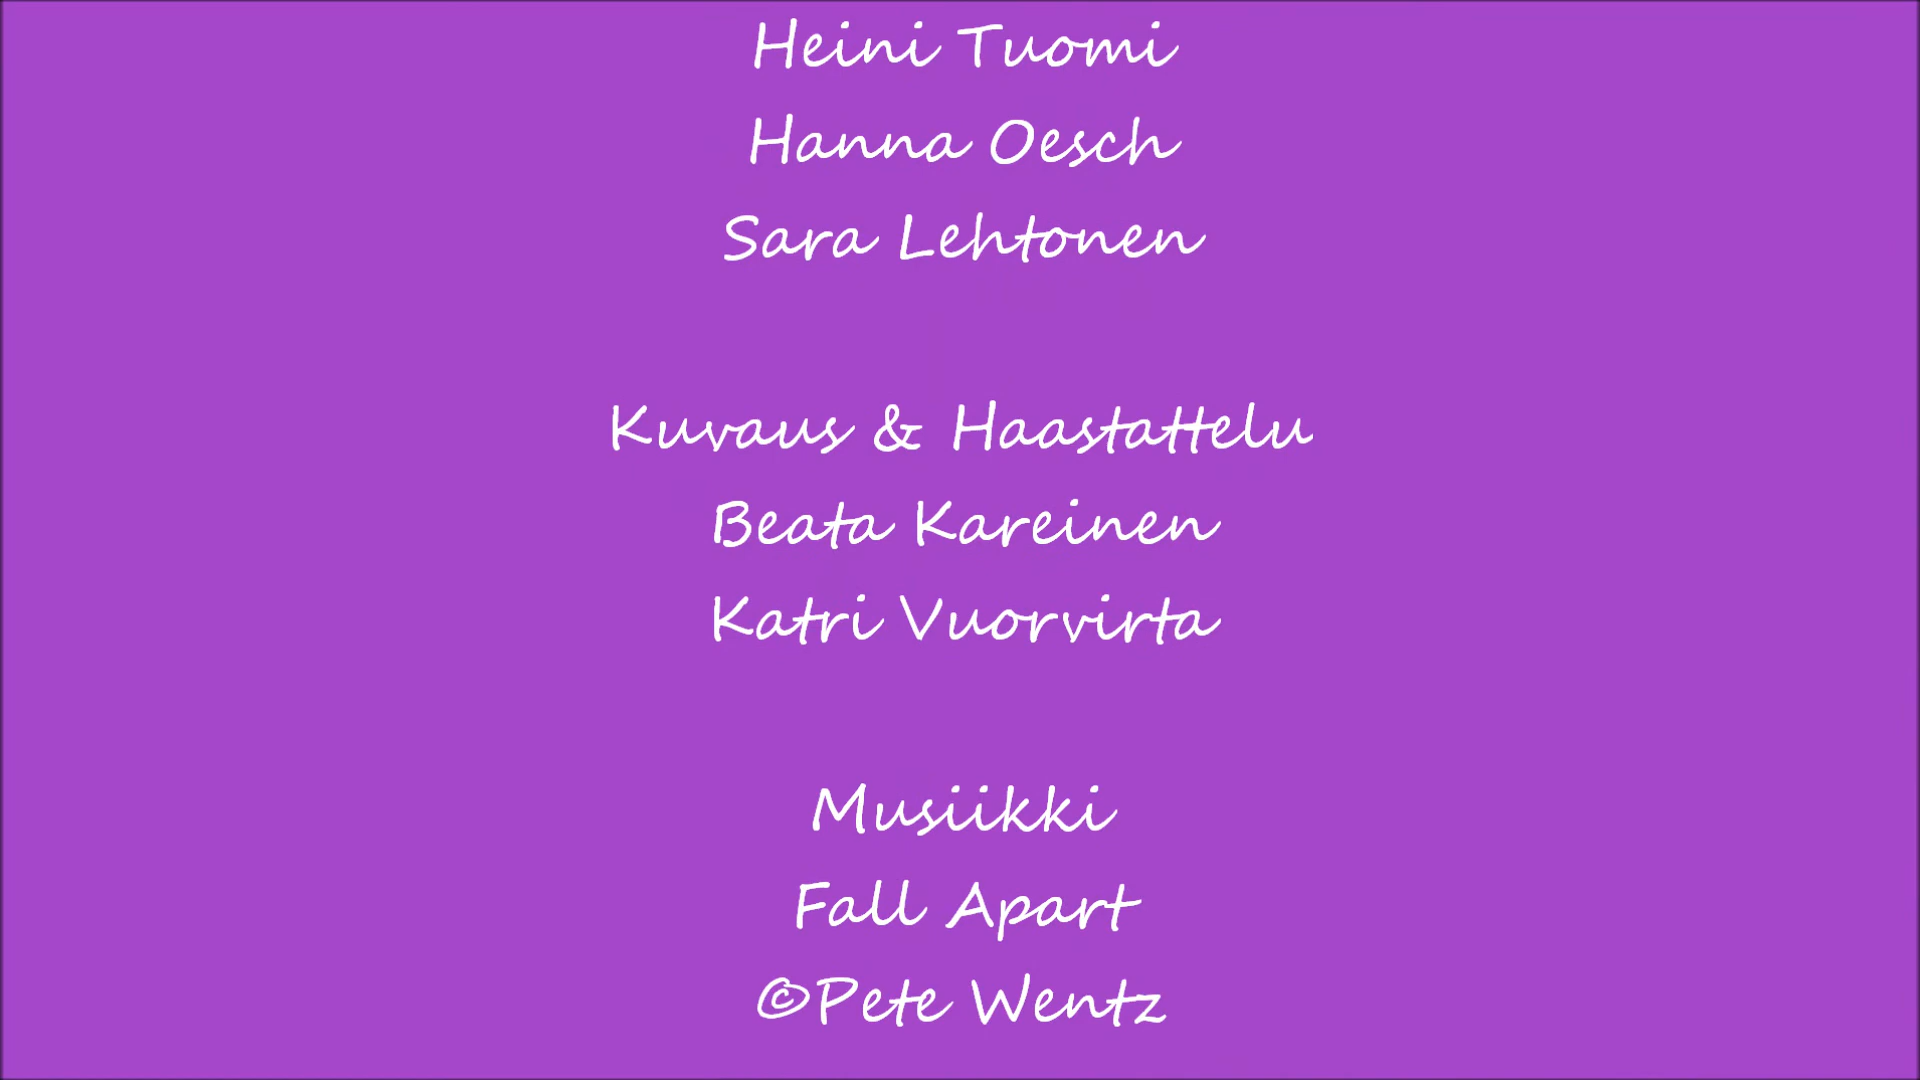 Heini Tuomi
Hanna Oesch
Sara Lehtonen
Kuvaus & Haastattelu
Beata Kareinen
Katri Vuorvirta
Musiikki
Fall Apart
©Pete Wentz